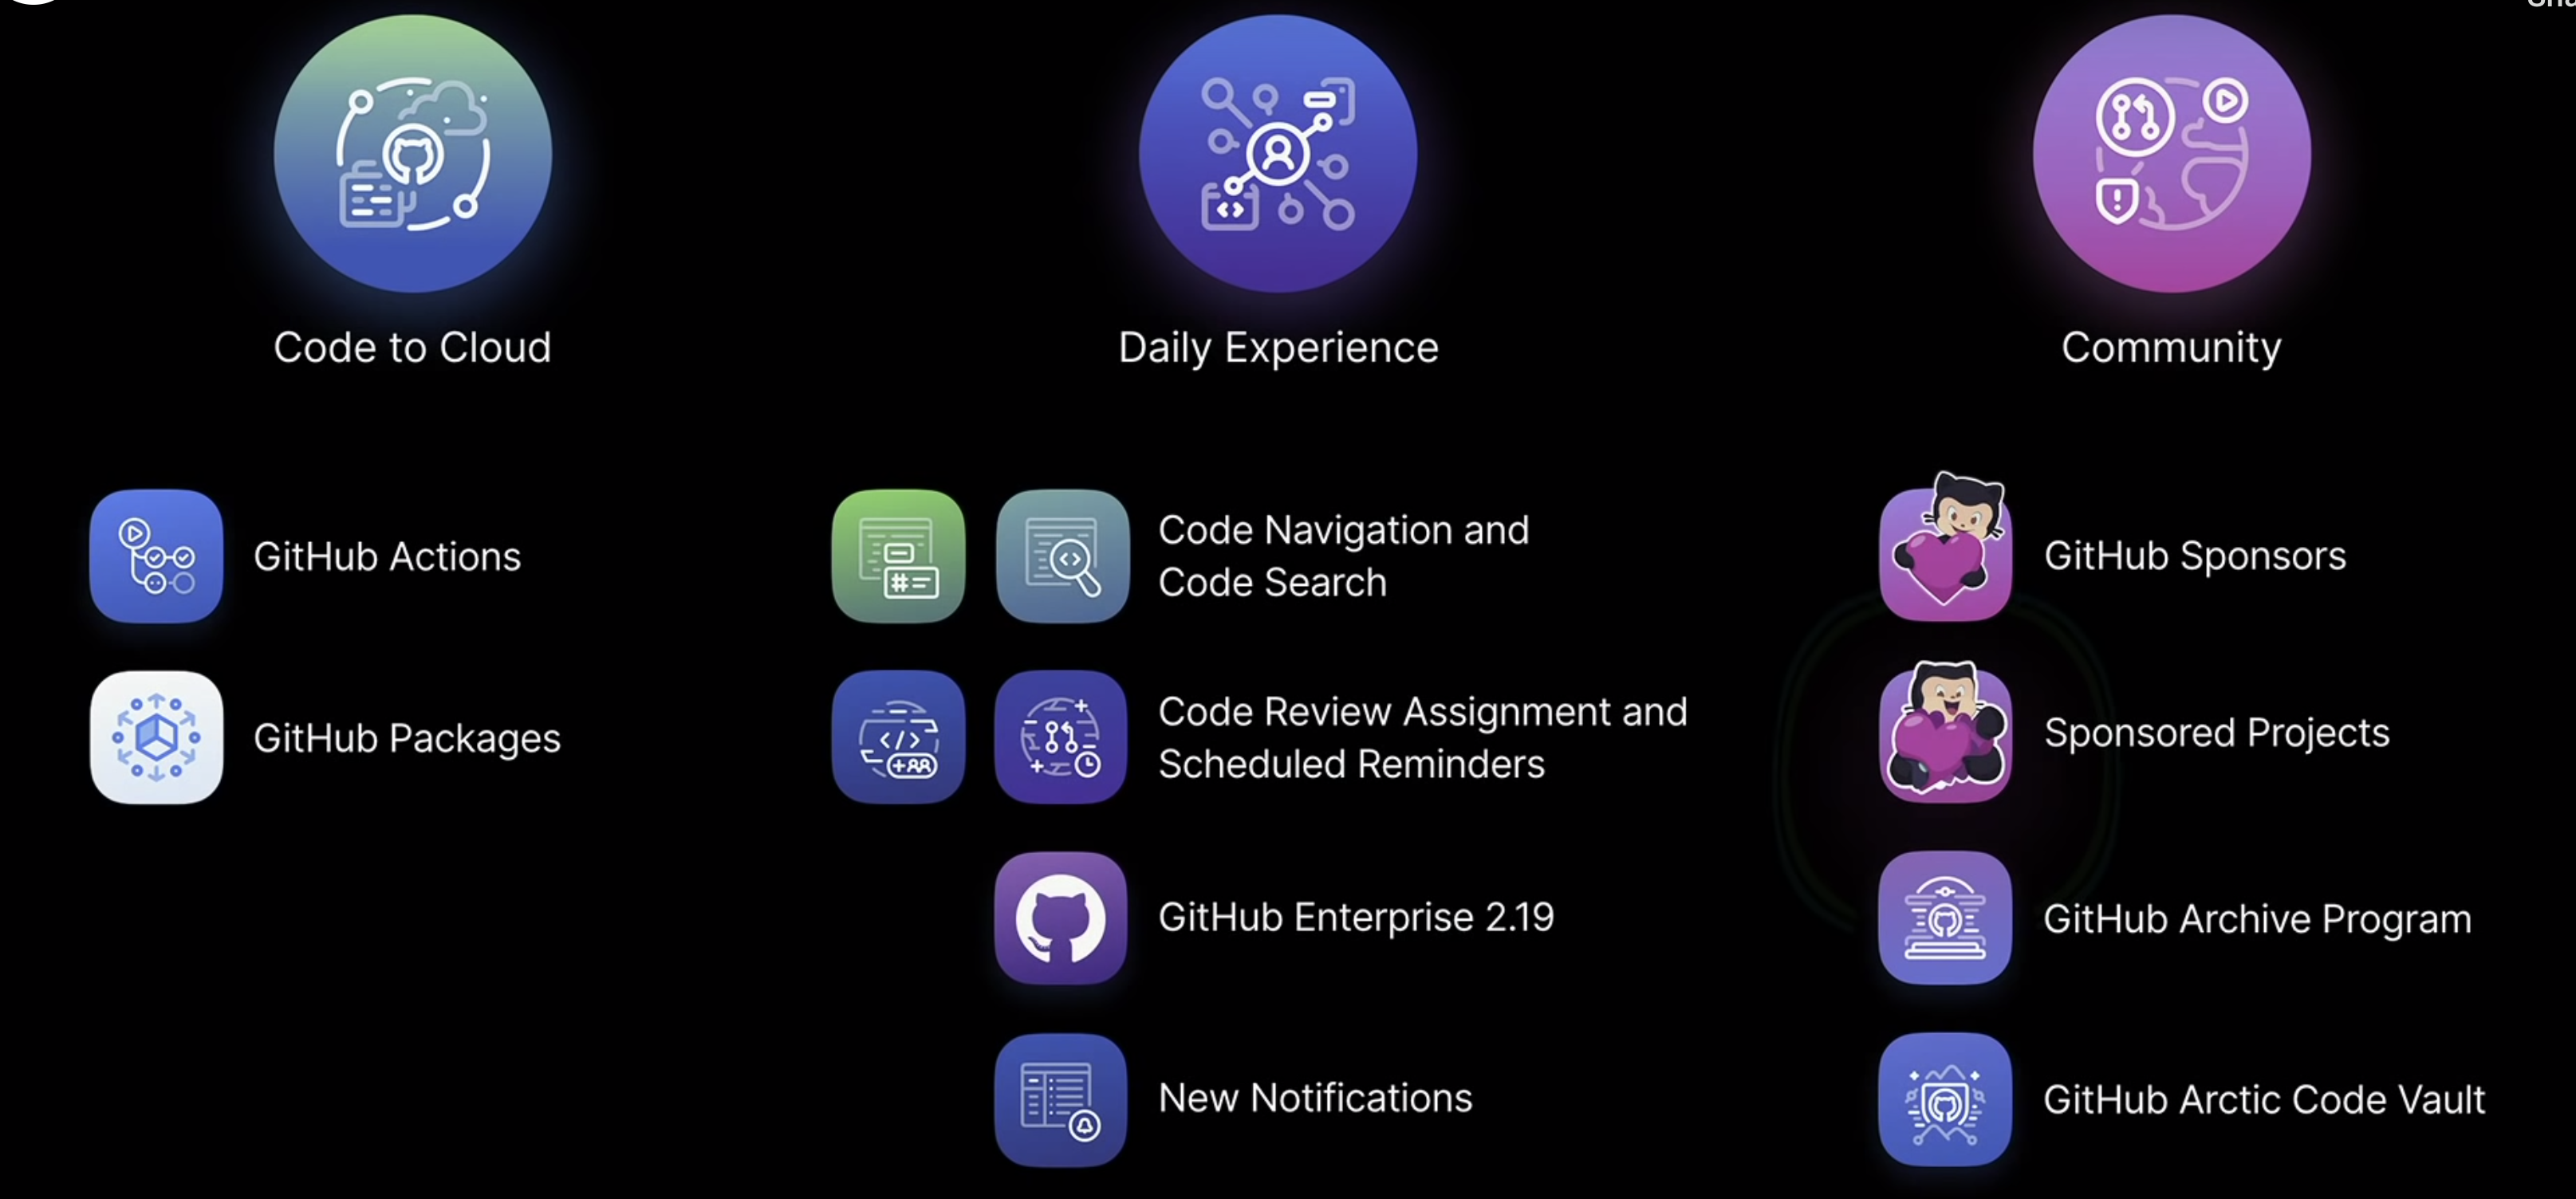 Code to Cloud
GitHub Actions
GitHub Packages
Daily Experience
Code Navigation and
Code Search
Code Review Assignment and
Scheduled Reminders
GitHub Enterprise 2.19
New Notifications
Community
GitHub Sponsors
Sponsored Projects
GitHub Archive Program
GitHub Arctic Code Vault